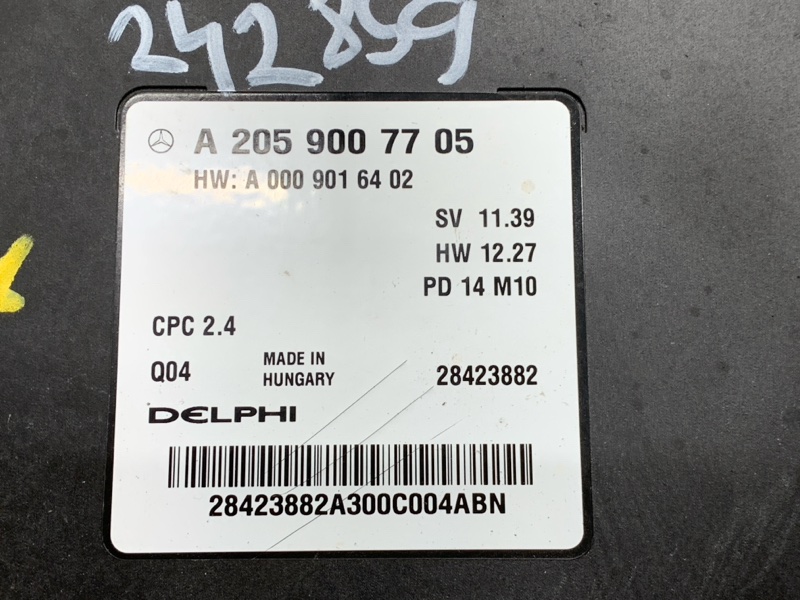 242859
A 205 900 77 05
HW: A 000 901 64 02
SV 11.39
HW 12.27
PD 14 M10
CPC 2.4
Q04
MADE IN
HUNGARY
28423882
DELPHI
28423882A300C004ABN